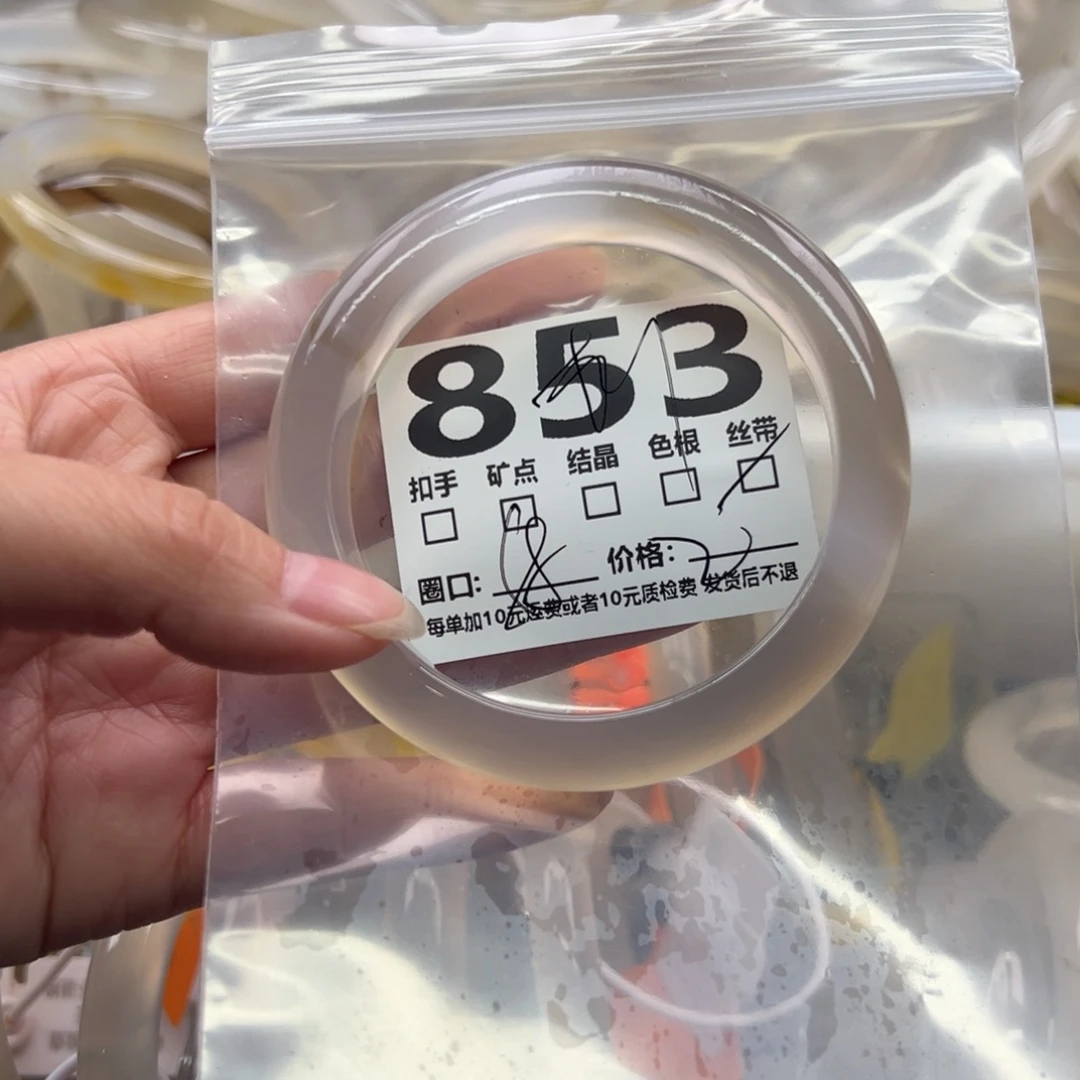 853
扣手 矿点 结晶 色根 丝带
圈口: 价格:
每单加10元运费或者10元质检费 发货后不退